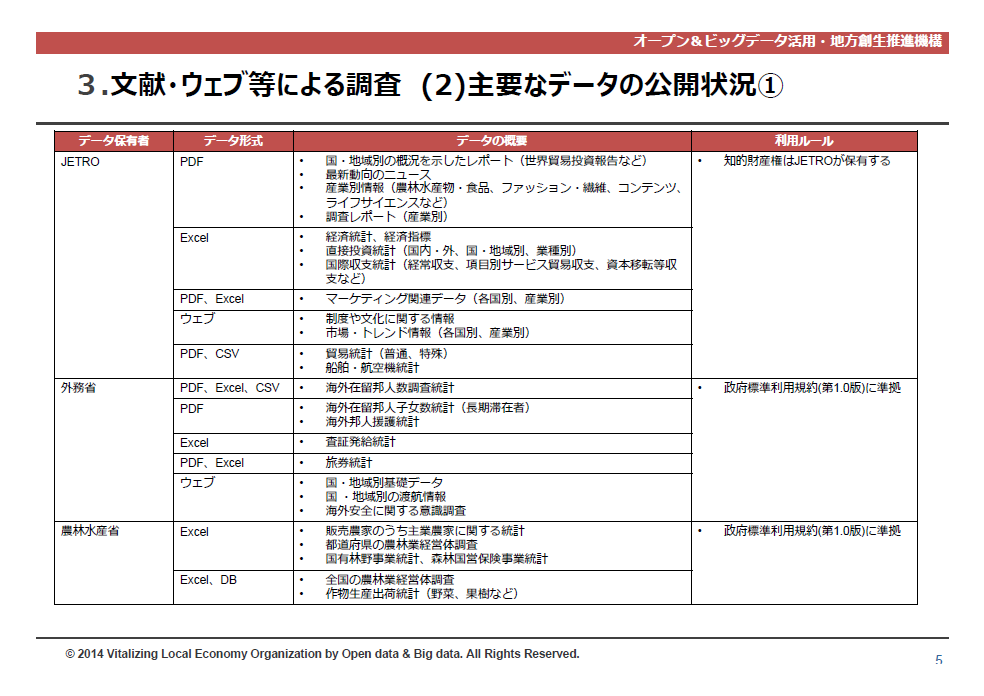 オープン＆ビッグデータ活用・地方創生推進機構
３.文献・ウェブ等による調査 (2)主要なデータの公開状況①
データ保有者 データ形式 データの概要 利用ルール
JETRO PDF • 国・地域別の概況を示したレポート（世界貿易投資報告など） • 知的財産権はJETROが保有する
• 最新動向のニュース
• 産業別情報（農林水産物・食品、ファッション・繊維、コンテンツ、
ライフサイエンスなど）
• 調査レポート（産業別）
Excel • 経済統計、経済指標
• 直接投資統計（国内・外、国・地域別、業種別）
• 国際収支統計（経常収支、項目別サービス貿易収支、資本移転等収
支など）
PDF、Excel • マーケティング関連データ（各国別、産業別）
ウェブ • 制度や文化に関する情報
• 市場・トレンド情報（各国別、産業別）
PDF、CSV • 貿易統計（普通、特殊）
• 船舶・航空機統計
外務省 PDF、Excel、CSV • 海外在留邦人数調査統計 • 政府標準利用規約(第1.0版)に準拠
PDF • 海外在留邦人子女数統計（長期滞在者）
• 海外邦人援護統計
Excel • 査証発給統計
PDF、Excel • 旅券統計
ウェブ • 国・地域別基礎データ
• 国 ・地域別の渡航情報
• 海外安全に関する意識調査
農林水産省 Excel • 販売農家のうち主業農家に関する統計 • 政府標準利用規約(第1.0版)に準拠
• 都道府県の農林業経営体調査
• 国有林野事業統計、森林国営保険事業統計
Excel、DB • 全国の農林業経営体調査
• 作物生産出荷統計（野菜、果樹など）
© 2014 Vitalizing Local Economy Organization by Open data & Big data. All Rights Reserved.
5